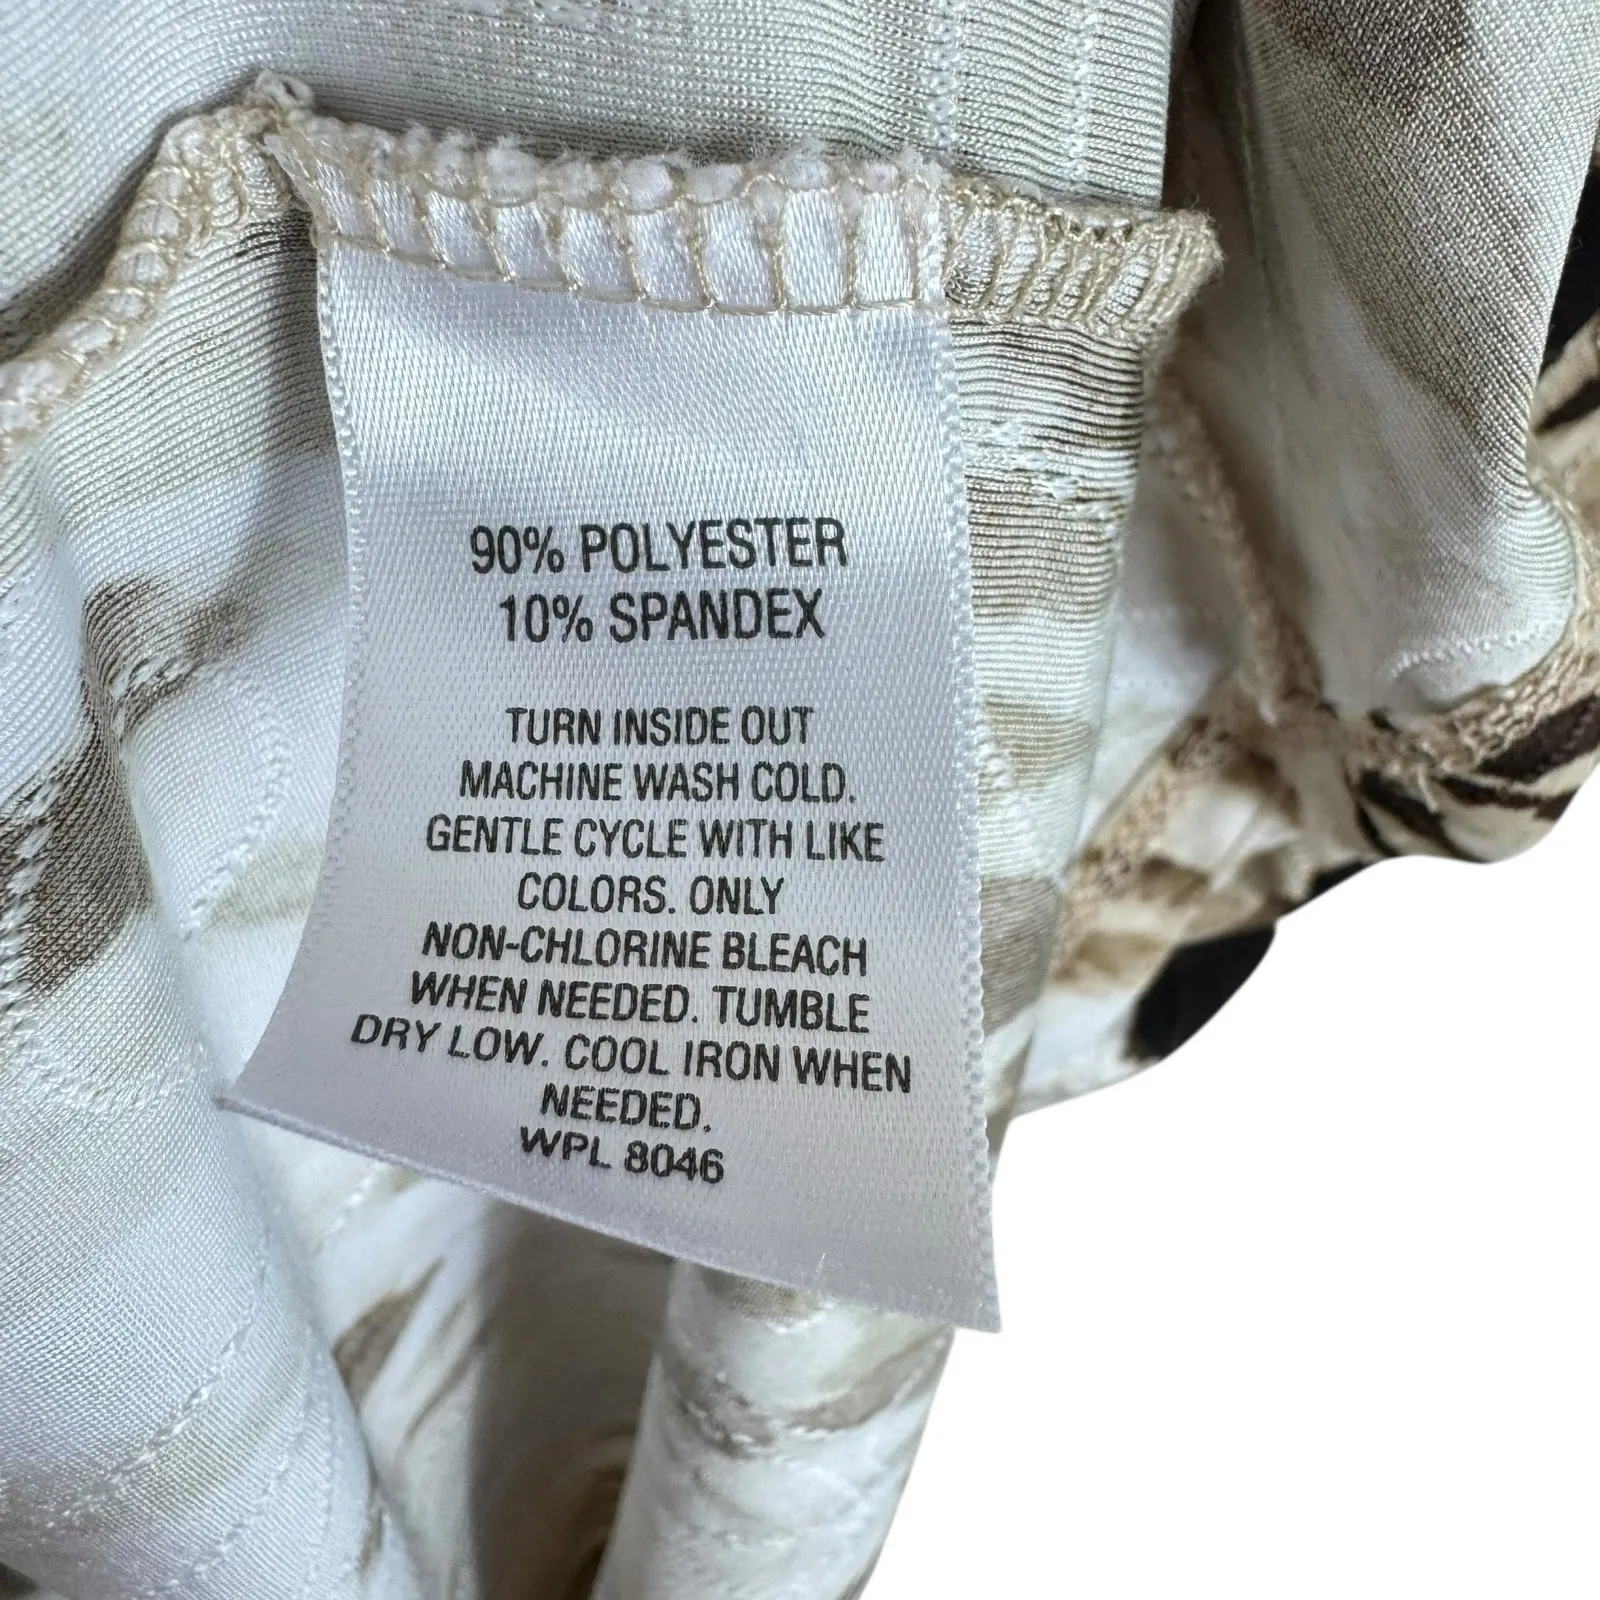 90% POLYESTER
10% SPANDEX
TURN INSIDE OUT
MACHINE WASH COLD.
GENTLE CYCLE WITH LIKE
COLORS. ONLY
NON-CHLORINE BLEACH
WHEN NEEDED. TUMBLE
DRY LOW. COOL IRON WHEN
NEEDED.
WPL 8046